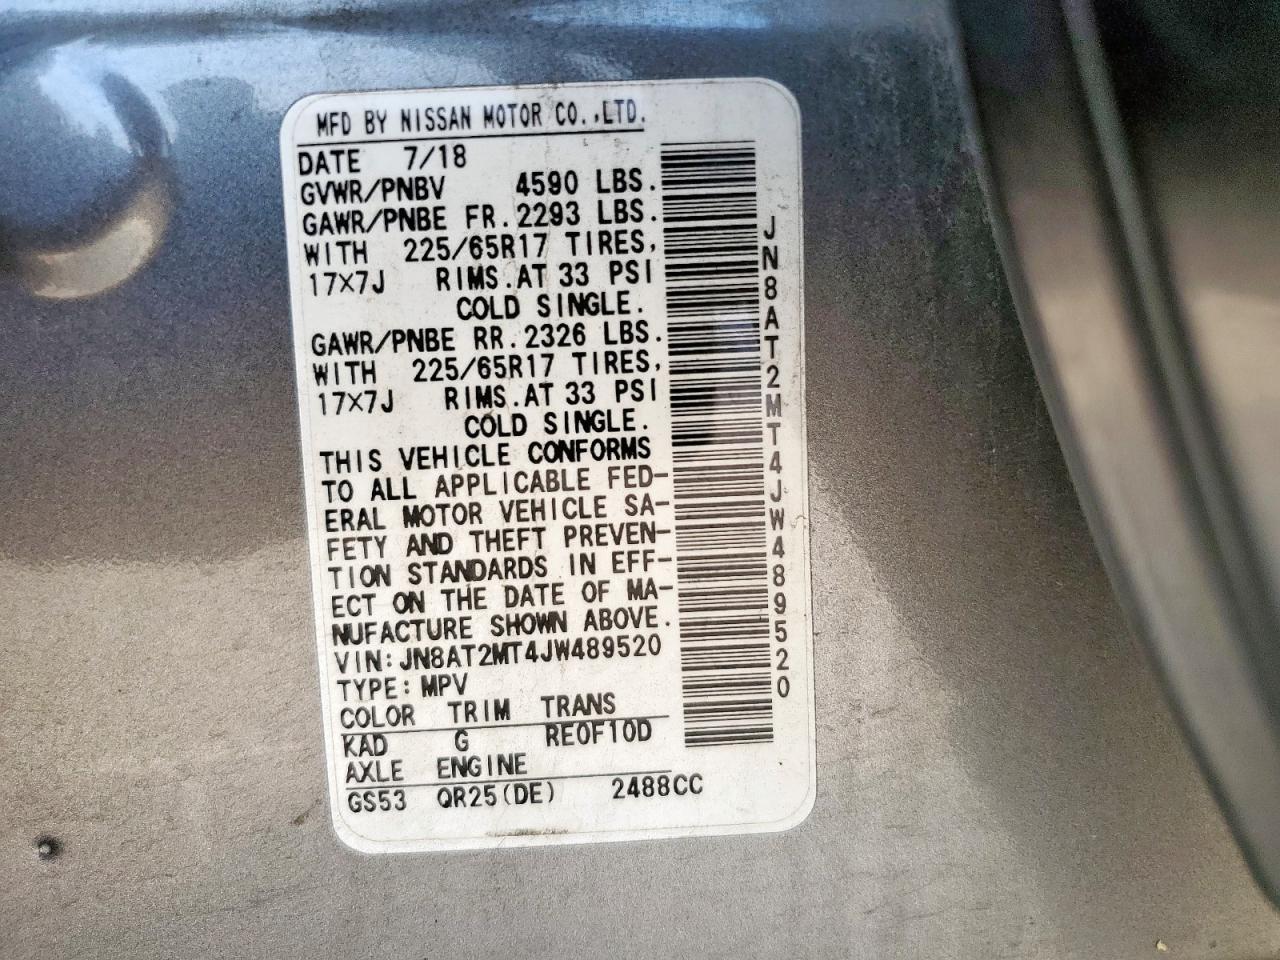 MFD BY NISSAN MOTOR CO.,LTD.
DATE 7/18
GVWR/PNBV 4590 LBS.
GAWR/PNBE FR.2293 LBS.
WITH 225/65R17 TIRES,
17X7J RIMS.AT 33 PSI
COLD SINGLE.
GAWR/PNBE RR.2326 LBS.
WITH 225/65R17 TIRES,
17X7J RIMS.AT 33 PSI
COLD SINGLE.
THIS VEHICLE CONFORMS
TO ALL APPLICABLE FED-
ERAL MOTOR VEHICLE SA-
FETY AND THEFT PREVEN-
TION STANDARDS IN EFF-
ECT ON THE DATE OF MA-
NUFACTURE SHOWN ABOVE.
VIN:JN8AT2MT4JW489520
TYPE:MPV
COLOR TRIM TRANS
KAD G RE0F10D
AXLE ENGINE
GS53 QR25(DE) 2488CC
JN8AT2MT4JW489520